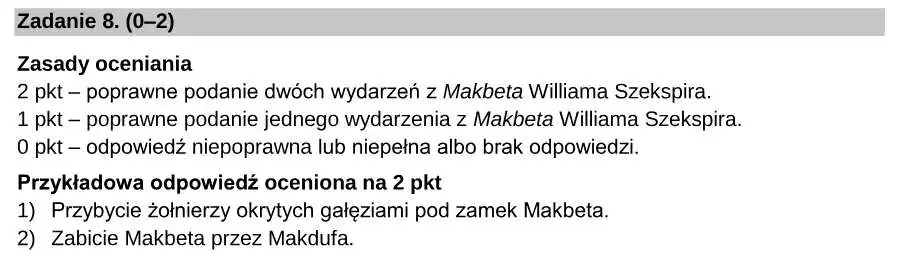 Zadanie 8. (0–2)
Zasady oceniania
2 pkt – poprawne podanie dwóch wydarzeń z Makbeta Williama Szekspira.
1 pkt – poprawne podanie jednego wydarzenia z Makbeta Williama Szekspira.
0 pkt – odpowiedź niepoprawna lub niepełna albo brak odpowiedzi.
Przykładowa odpowiedź oceniona na 2 pkt
1) Przybycie żołnierzy okrytych gałęziami pod zamek Makbeta.
2) Zabicie Makbeta przez Makdufa.